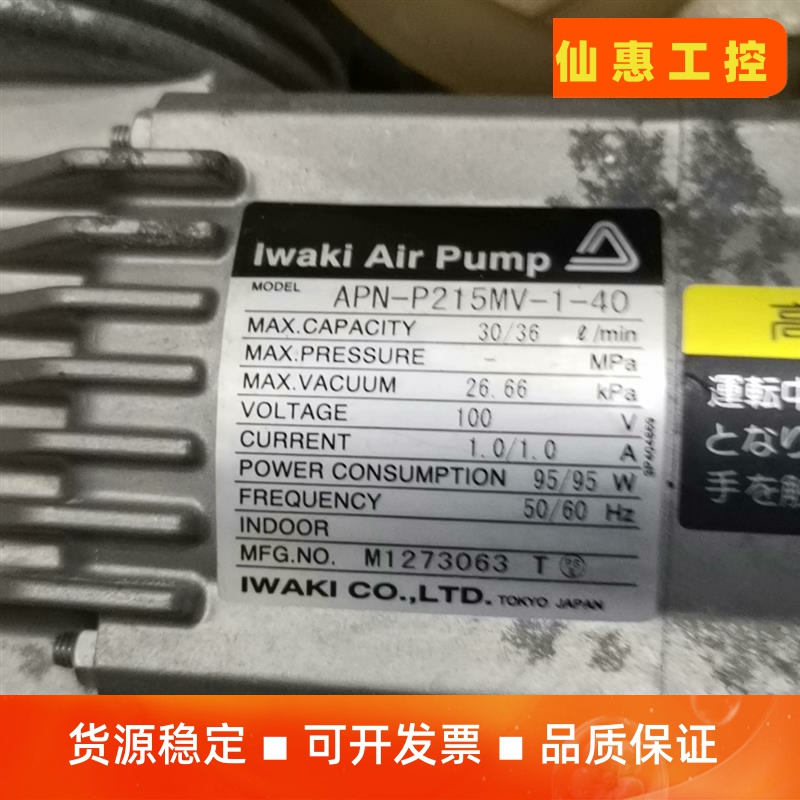 仙惠工控
Iwaki Air Pump
MODEL APN-P215MV-1-40
MAX.CAPACITY 30/36 ℓ/min
MAX.PRESSURE - MPa
MAX.VACUUM 26.66 kPa
VOLTAGE 100 V
CURRENT 1.0/1.0 A
POWER CONSUMPTION 95/95 W
FREQUENCY 50/60 Hz
INDOOR
MFG.NO. M1273063 T
IWAKI CO.,LTD. TOKYO JAPAN
運転中
となり
手を触
货源稳定 ■ 可开发票 ■ 品质保证